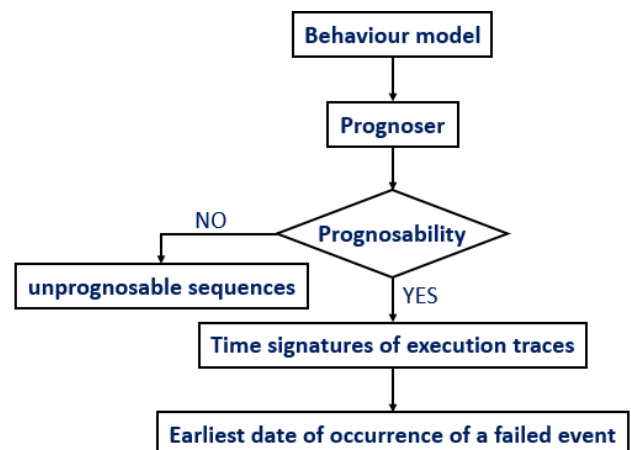 Behaviour model
Prognoser
Prognosability
NO
unprognosable sequences
YES
Time signatures of execution traces
Earliest date of occurrence of a failed event